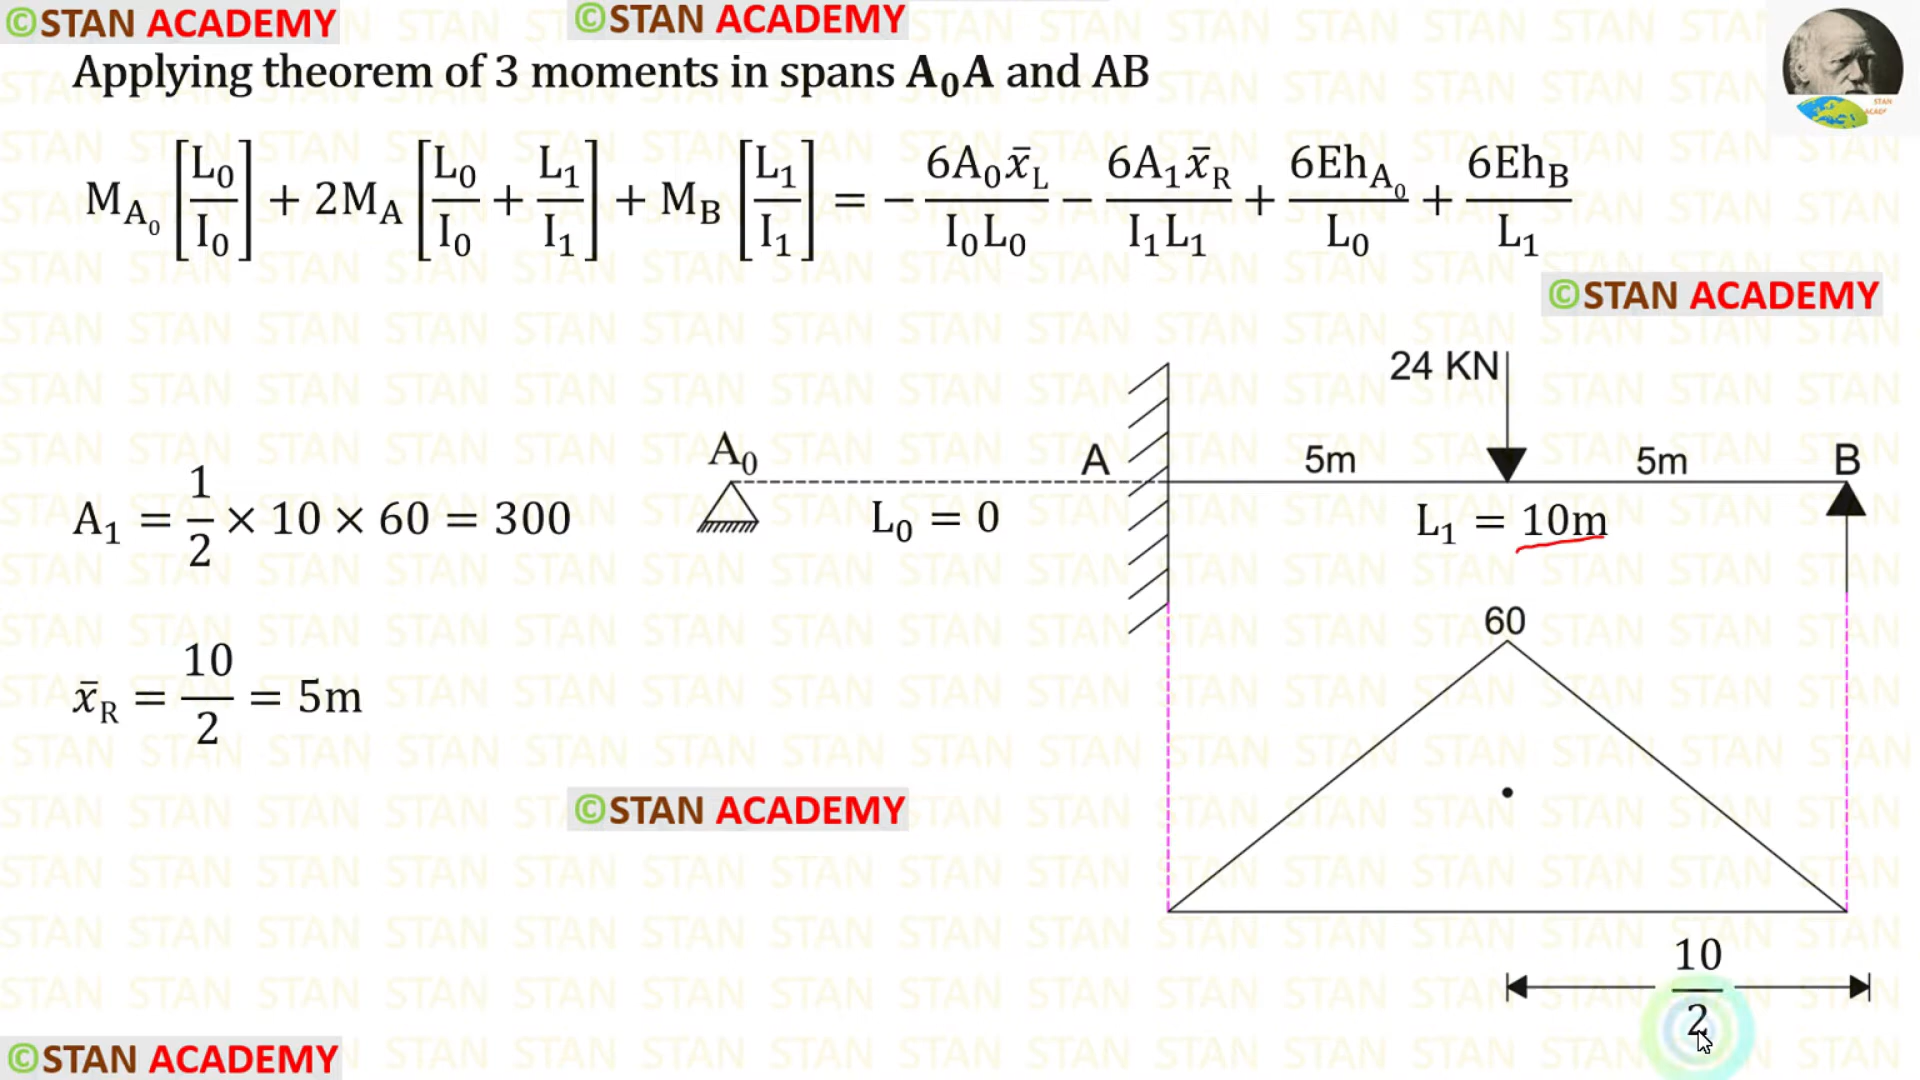 ©STAN ACADEMY
©STAN ACADEMY
Applying theorem of 3 moments in spans A₀A and AB
M_A₀ [L₀/I₀] + 2M_A [L₀/I₀ + L₁/I₁] + M_B [L₁/I₁] = − 6A₀x̄_L/I₀L₀ − 6A₁x̄_R/I₁L₁ + 6Eh_A₀/L₀ + 6Eh_B/L₁
STAN
©STAN ACADEMY
24 KN
A₀
A
5m
5m
B
A₁ = 1/2 × 10 × 60 = 300
L₀ = 0
L₁ = 10m
60
x̄_R = 10/2 = 5m
©STAN ACADEMY
10/2
©STAN ACADEMY